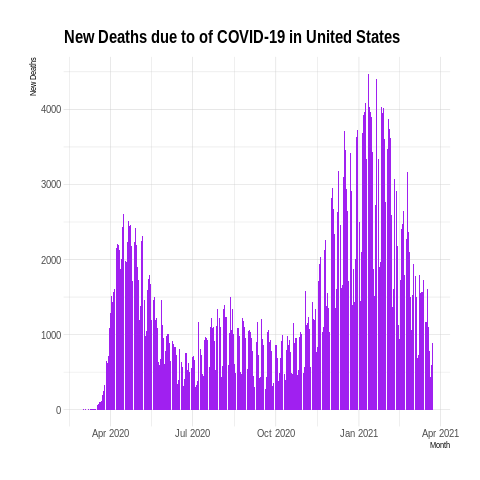 New Deaths due to of COVID-19 in United States
New Deaths
4000
3000
2000
1000
0
Apr 2020 Jul 2020 Oct 2020 Jan 2021 Apr 2021
Month